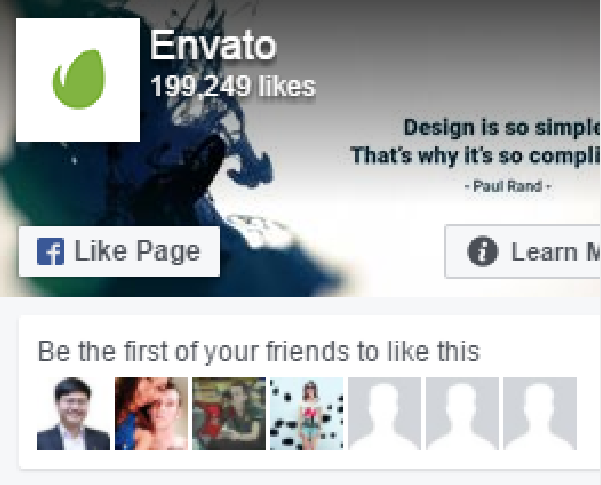 Envato
199,249 likes
Design is so simple
That's why it's so compli
- Paul Rand -
Like Page
Learn M
Be the first of your friends to like this